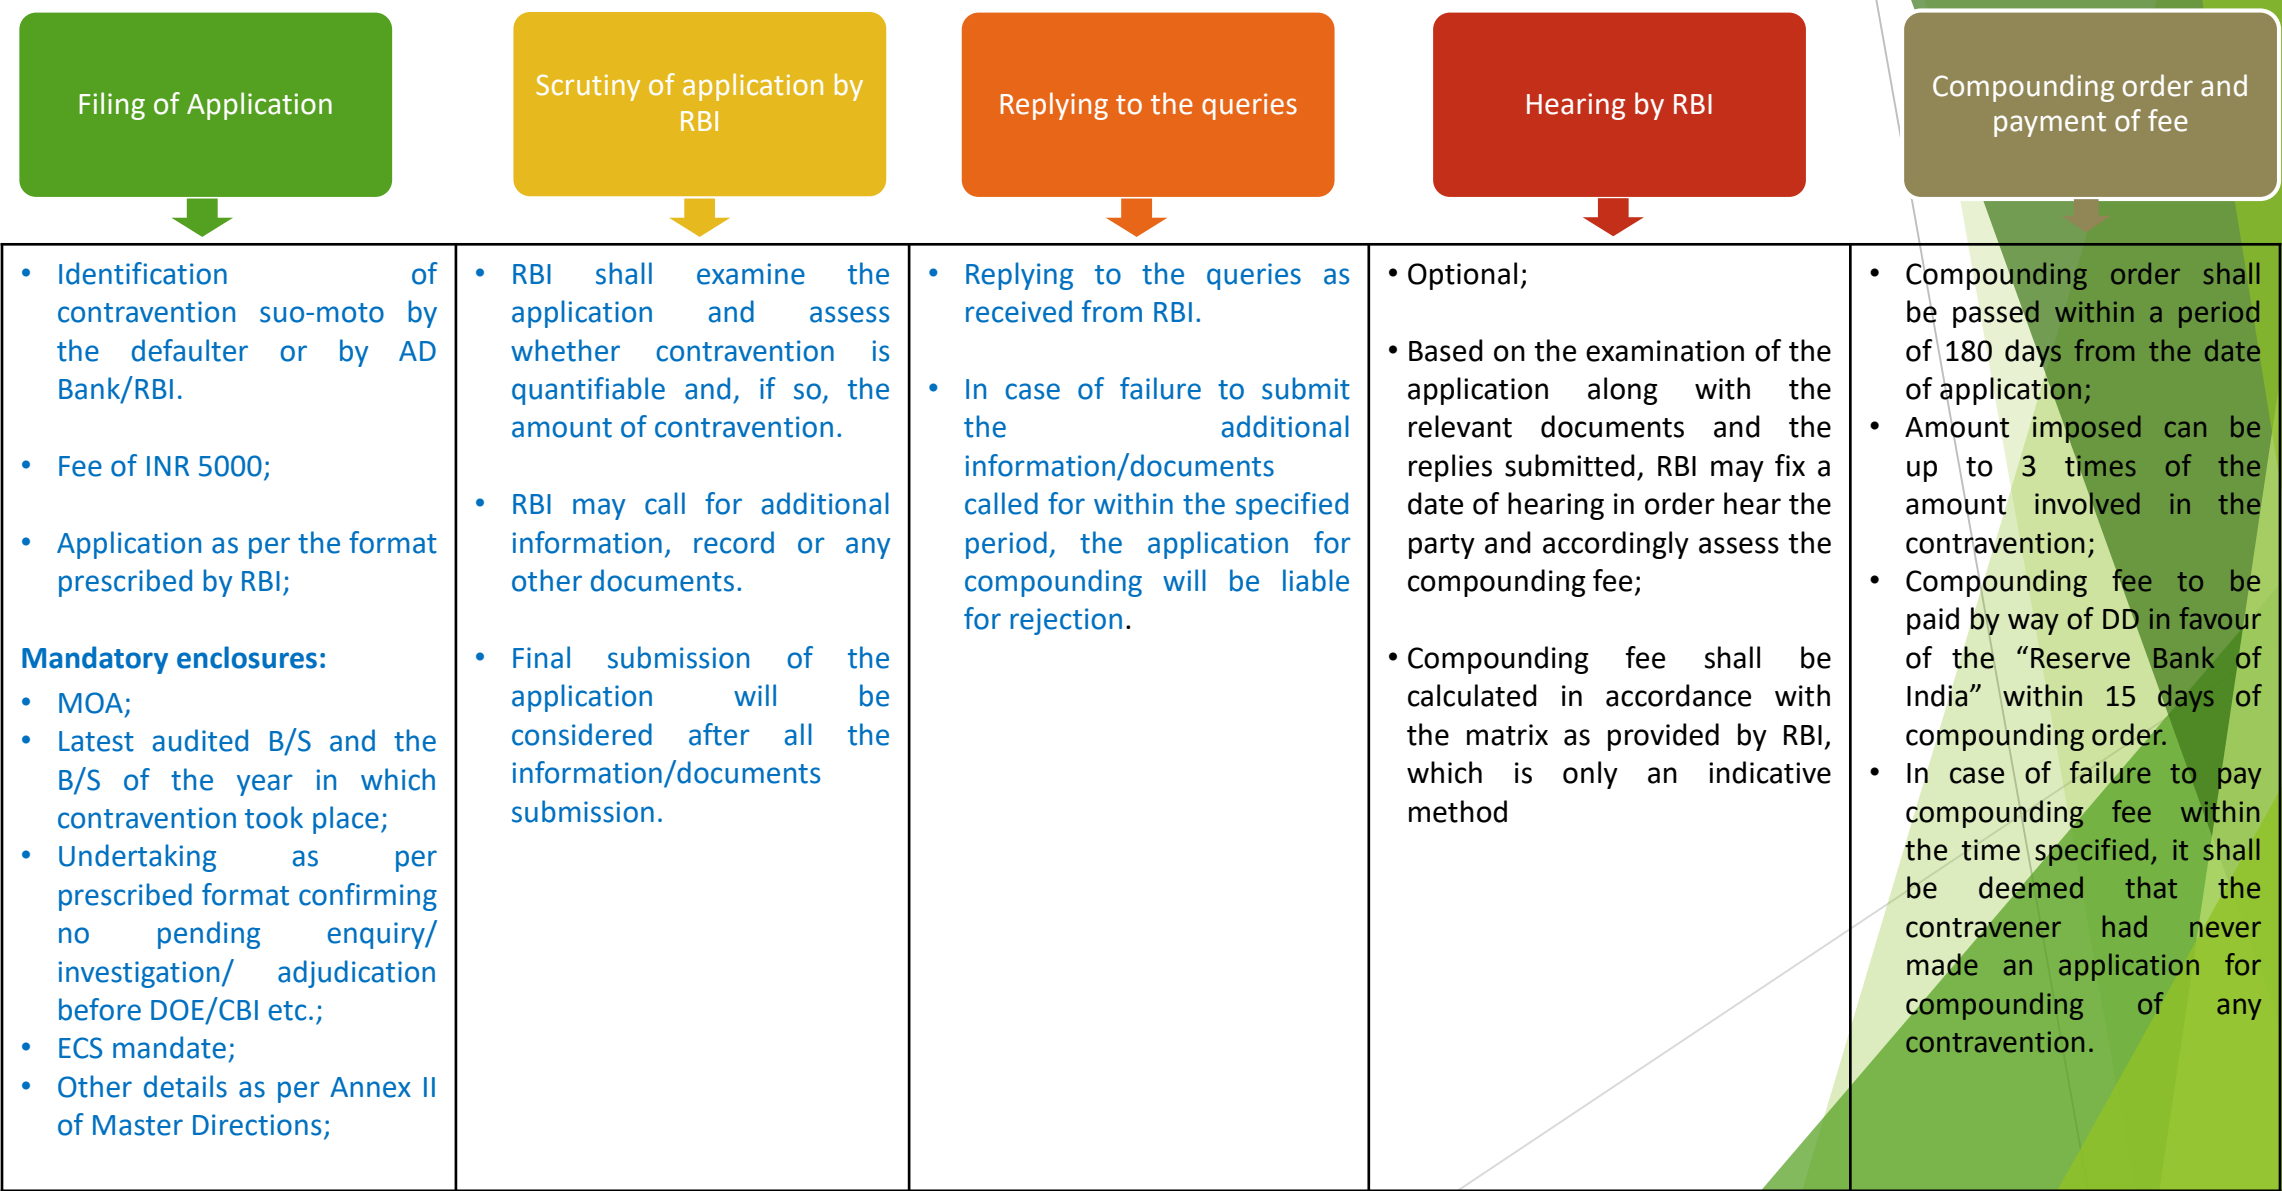 Filing of Application
Scrutiny of application by
RBI
Replying to the queries
Hearing by RBI
Compounding order and
payment of fee
• Identification of
contravention suo-moto by
the defaulter or by AD
Bank/RBI.
• Fee of INR 5000;
• Application as per the format
prescribed by RBI;
Mandatory enclosures:
• MOA;
• Latest audited B/S and the
B/S of the year in which
contravention took place;
• Undertaking as per
prescribed format confirming
no pending enquiry/
investigation/ adjudication
before DOE/CBI etc.;
• ECS mandate;
• Other details as per Annex II
of Master Directions;
• RBI shall examine the
application and assess
whether contravention is
quantifiable and, if so, the
amount of contravention.
• RBI may call for additional
information, record or any
other documents.
• Final submission of the
application will be
considered after all the
information/documents
submission.
• Replying to the queries as
received from RBI.
• In case of failure to submit
the additional
information/documents
called for within the specified
period, the application for
compounding will be liable
for rejection.
• Optional;
• Based on the examination of the
application along with the
relevant documents and the
replies submitted, RBI may fix a
date of hearing in order hear the
party and accordingly assess the
compounding fee;
• Compounding fee shall be
calculated in accordance with
the matrix as provided by RBI,
which is only an indicative
method
• Compounding order shall
be passed within a period
of 180 days from the date
of application;
• Amount imposed can be
up to 3 times of the
amount involved in the
contravention;
• Compounding fee to be
paid by way of DD in favour
of the “Reserve Bank of
India” within 15 days of
compounding order.
• In case of failure to pay
compounding fee within
the time specified, it shall
be deemed that the
contravener had never
made an application for
compounding of any
contravention.